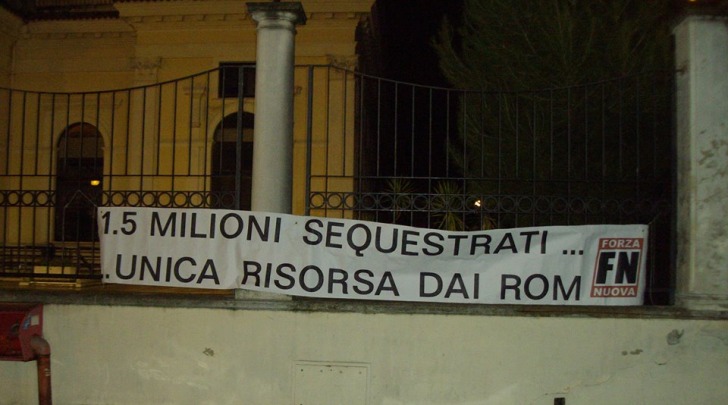 1.5 MILIONI SEQUESTRATI ...
..UNICA RISORSA DAI ROM
FORZA
FN
NUOVA